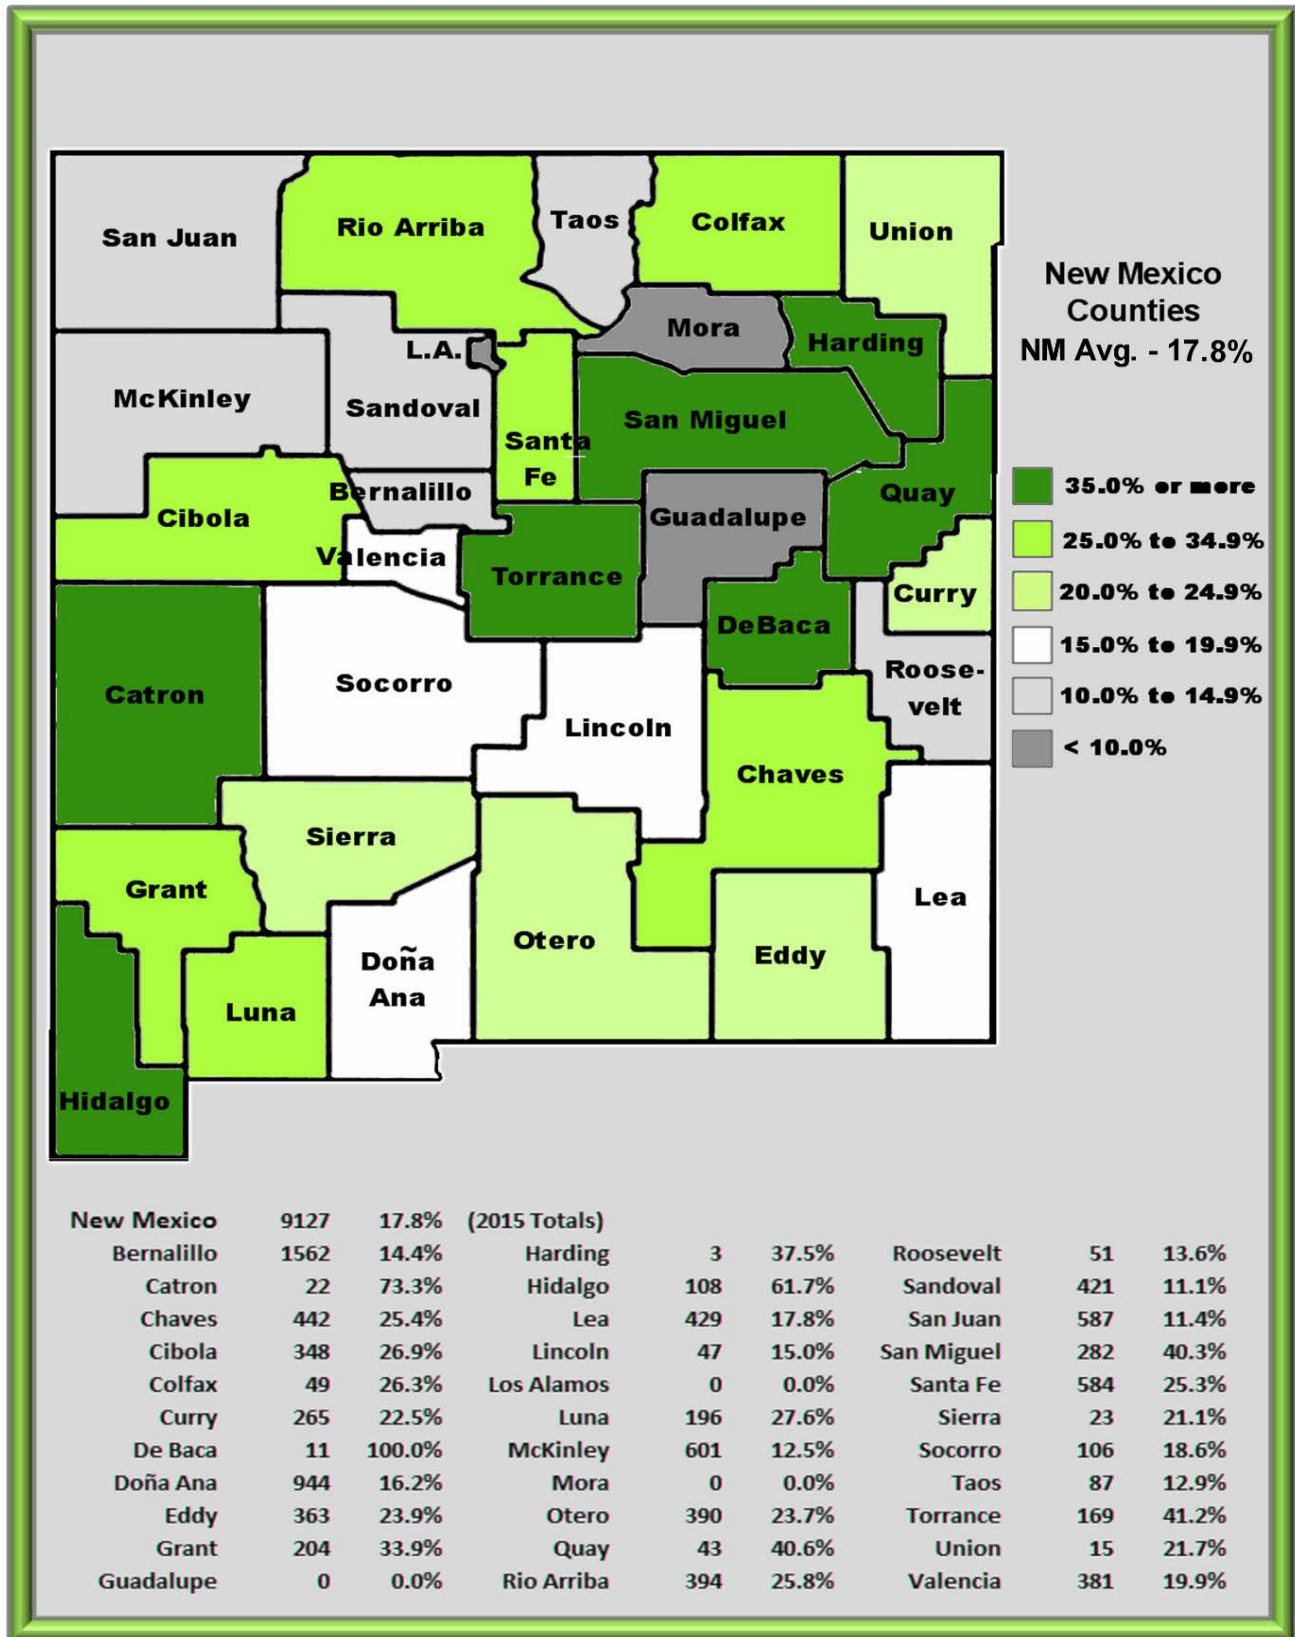 San Juan
Rio Arriba
Taos
Colfax
Union
New Mexico
Counties
NM Avg. - 17.8%
Mora
Harding
L.A.
McKinley
Sandoval
San Miguel
Santa
Fe
Bernalillo
Quay
Cibola
Guadalupe
Valencia
Torrance
Curry
DeBaca
35.0% or more
25.0% to 34.9%
20.0% to 24.9%
15.0% to 19.9%
10.0% to 14.9%
< 10.0%
Catron
Socorro
Roose-
velt
Lincoln
Chaves
Sierra
Grant
Lea
Otero
Eddy
Doña
Ana
Luna
Hidalgo
New Mexico 9127 17.8% (2015 Totals)
Bernalillo 1562 14.4% Harding 3 37.5% Roosevelt 51 13.6%
Catron 22 73.3% Hidalgo 108 61.7% Sandoval 421 11.1%
Chaves 442 25.4% Lea 429 17.8% San Juan 587 11.4%
Cibola 348 26.9% Lincoln 47 15.0% San Miguel 282 40.3%
Colfax 49 26.3% Los Alamos 0 0.0% Santa Fe 584 25.3%
Curry 265 22.5% Luna 196 27.6% Sierra 23 21.1%
De Baca 11 100.0% McKinley 601 12.5% Socorro 106 18.6%
Doña Ana 944 16.2% Mora 0 0.0% Taos 87 12.9%
Eddy 363 23.9% Otero 390 23.7% Torrance 169 41.2%
Grant 204 33.9% Quay 43 40.6% Union 15 21.7%
Guadalupe 0 0.0% Rio Arriba 394 25.8% Valencia 381 19.9%